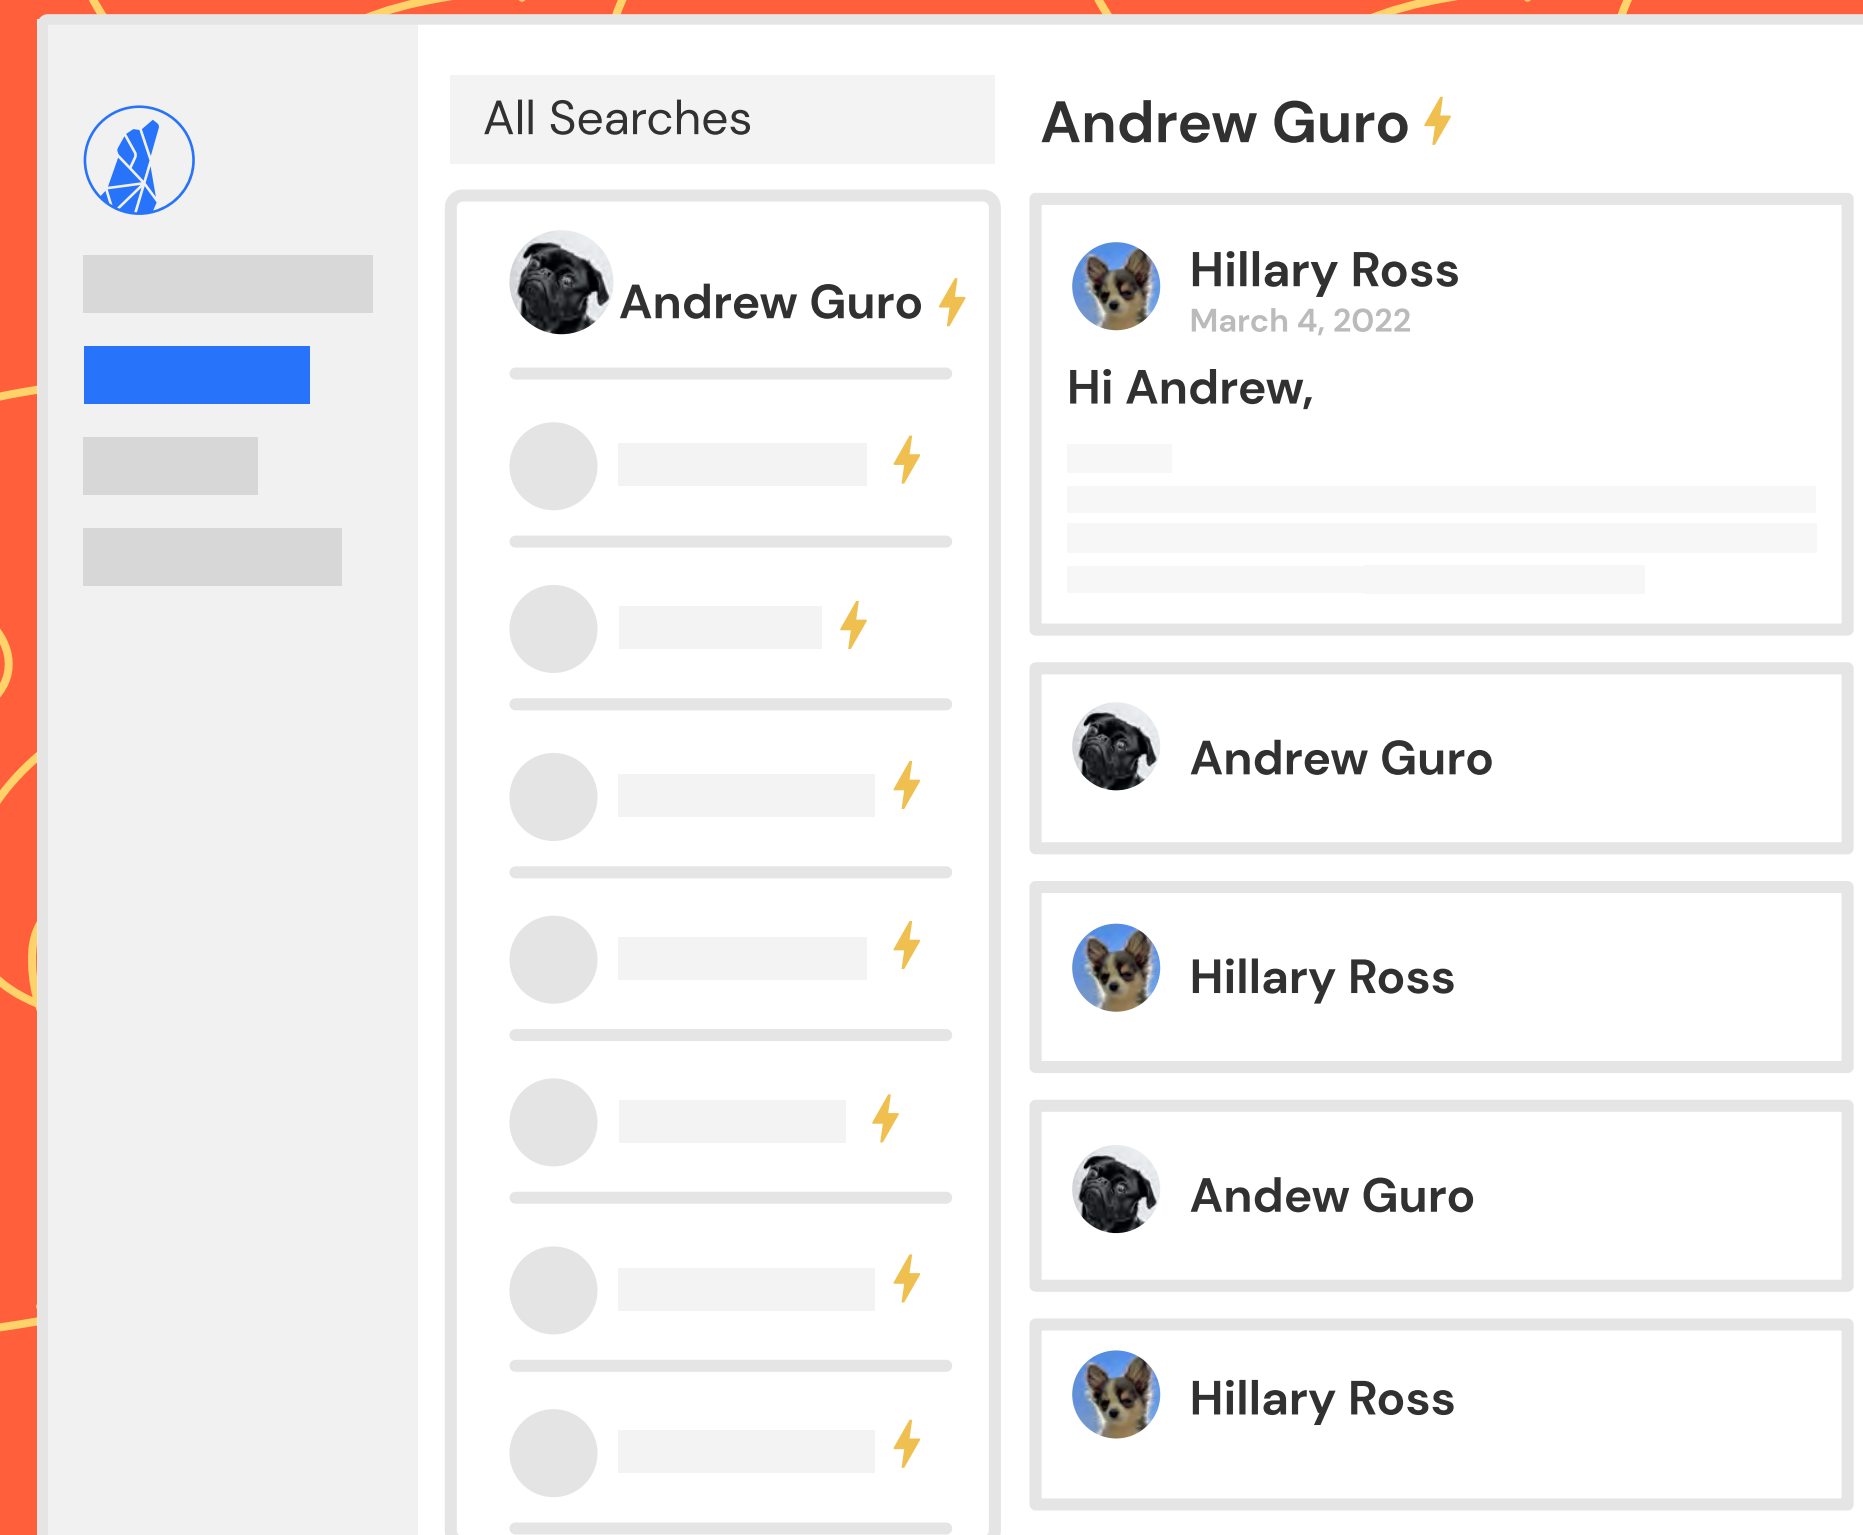 All Searches
Andrew Guro
Andrew Guro
Hillary Ross
March 4, 2022
Hi Andrew,
Andrew Guro
Hillary Ross
Andew Guro
Hillary Ross